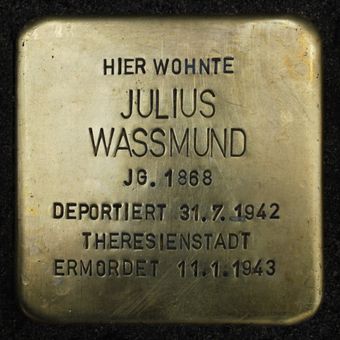 HIER WOHNTE
JULIUS
WASSMUND
JG. 1868
DEPORTIERT 31.7.1942
THERESIENSTADT
ERMORDET 11.1.1943